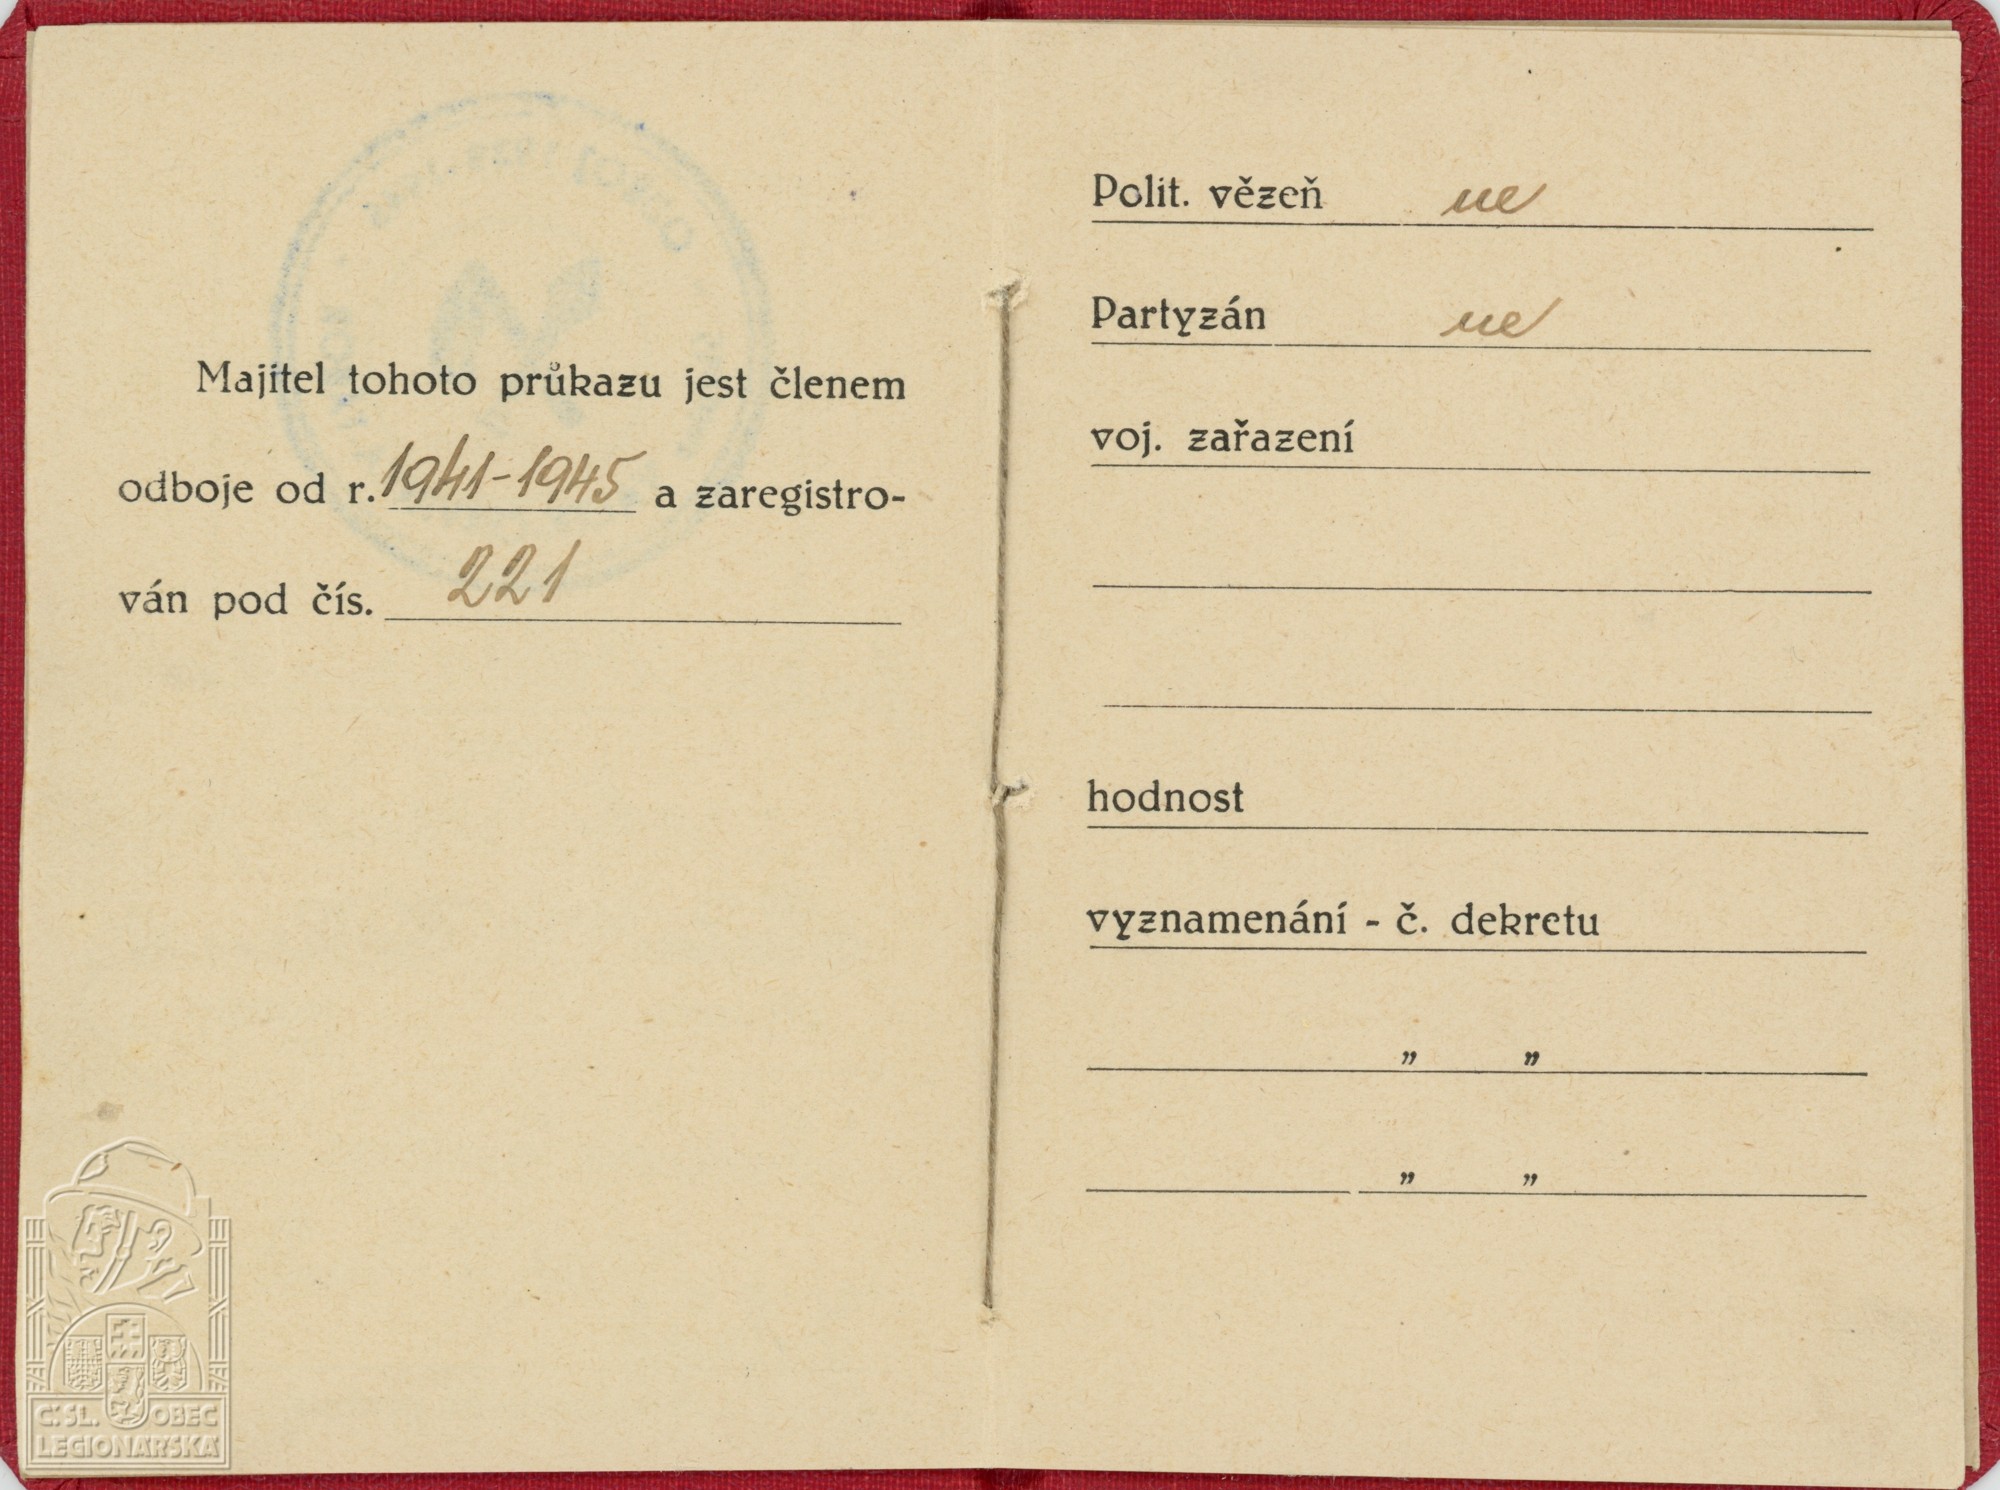 Majitel tohoto průkazu jest členem
odboje od r. 1941-1945 a zaregistro-
ván pod čís. 221
Polit. vězeň ne
Partyzán ne
voj. zařazení
hodnost
vyznamenání - č. dekretu
„ „
„ „
Č.SL. OBEC
LEGIONÁŘSKÁ